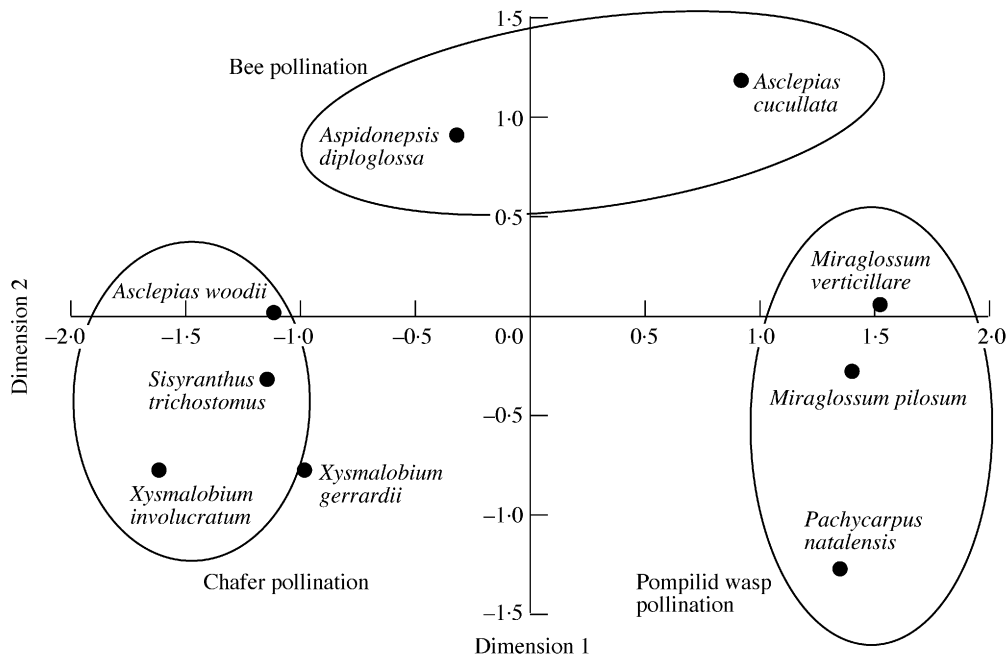 1·5
Bee pollination
Asclepias
cucullata
1·0
Aspidonepsis
diploglossa
0·5
Miraglossum
verticillare
Asclepias woodii
Dimension 2
–2·0
–1·5
–1·0
–0·5
0·0
0·5
1·0
1·5
2·0
Sisyranthus
trichostomus
Miraglossum pilosum
–0·5
Xysmalobium
gerrardii
Xysmalobium
involucratum
–1·0
Pachycarpus
natalensis
Chafer pollination
Pompilid wasp
pollination
–1·5
Dimension 1